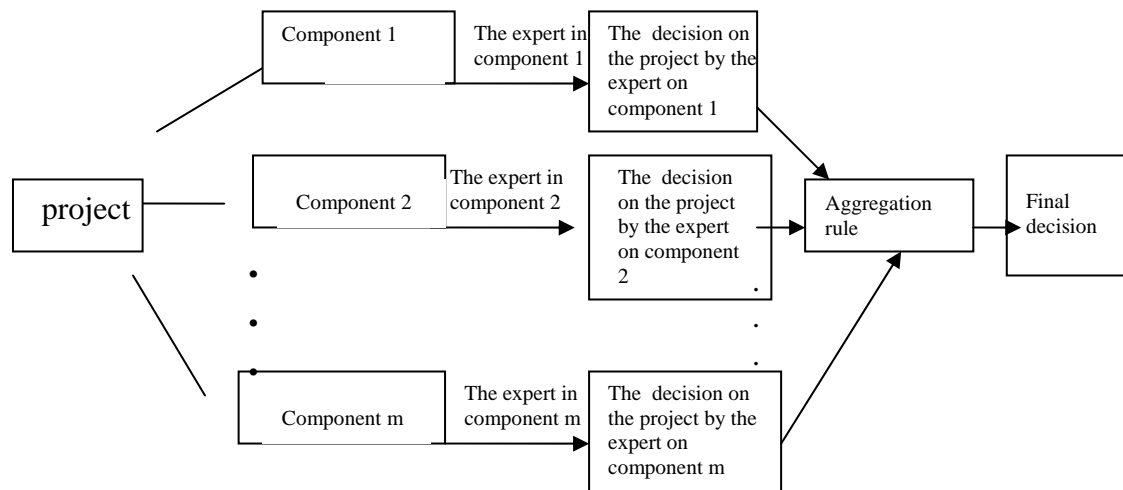 Component 1
The expert in
component 1
The decision on
the project by the
expert on
component 1
project
Component 2
The expert in
component 2
The decision
on the project
by the expert
on component
2
Aggregation
rule
Final
decision
Component m
The expert in
component m
The decision on
the project by the
expert on
component m